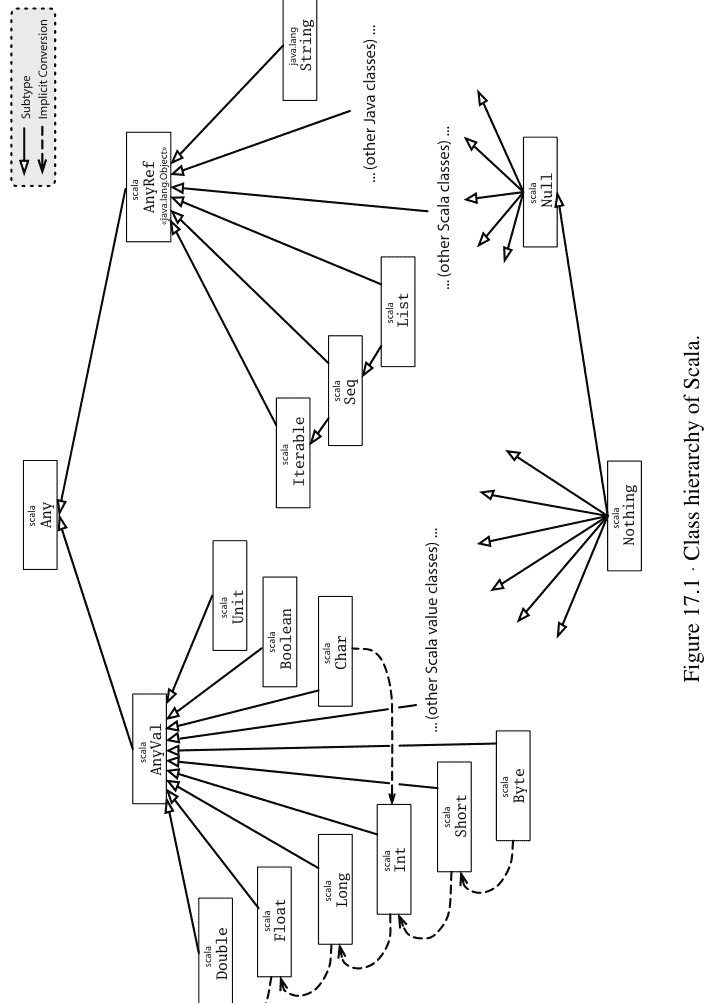 Subtype
Implicit Conversion
scala
Any
scala
AnyVal
scala
AnyRef
«java.lang.Object»
scala
Unit
scala
Boolean
scala
Char
... (other Scala value classes) ...
scala
Double
scala
Float
scala
Long
scala
Int
scala
Short
scala
Byte
scala
Iterable
scala
Seq
scala
List
java.lang
String
... (other Java classes) ...
... (other Scala classes) ...
scala
Null
scala
Nothing
Figure 17.1 · Class hierarchy of Scala.